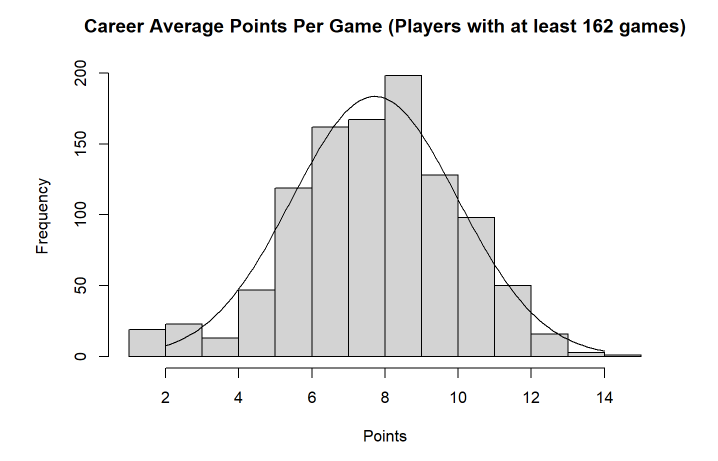 Career Average Points Per Game (Players with at least 162 games)
200
150
100
50
0
Frequency
2 4 6 8 10 12 14
Points